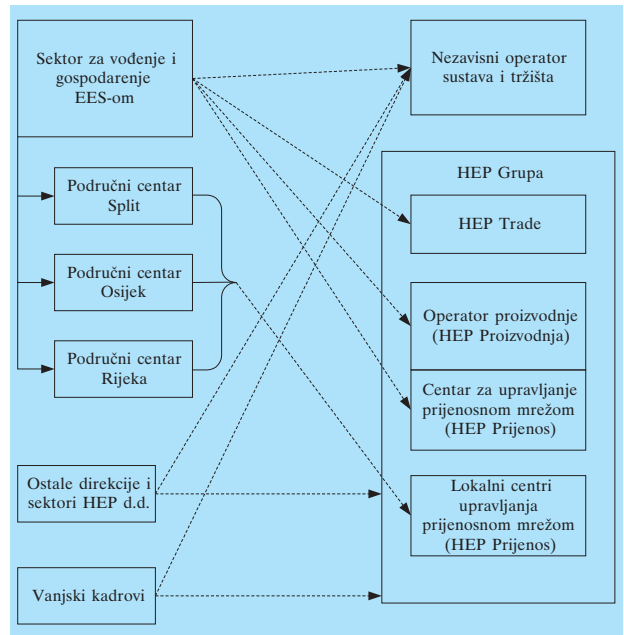 Sektor za vođenje i
gospodarenje
EES-om
Područni centar
Split
Područni centar
Osijek
Područni centar
Rijeka
Ostale direkcije i
sektori HEP d.d.
Vanjski kadrovi
Nezavisni operator
sustava i tržišta
HEP Grupa
HEP Trade
Operator proizvodnje
(HEP Proizvodnja)
Centar za upravljanje
prijenosnom mrežom
(HEP Prijenos)
Lokalni centri
upravljanja
prijenosnom mrežom
(HEP Prijenos)